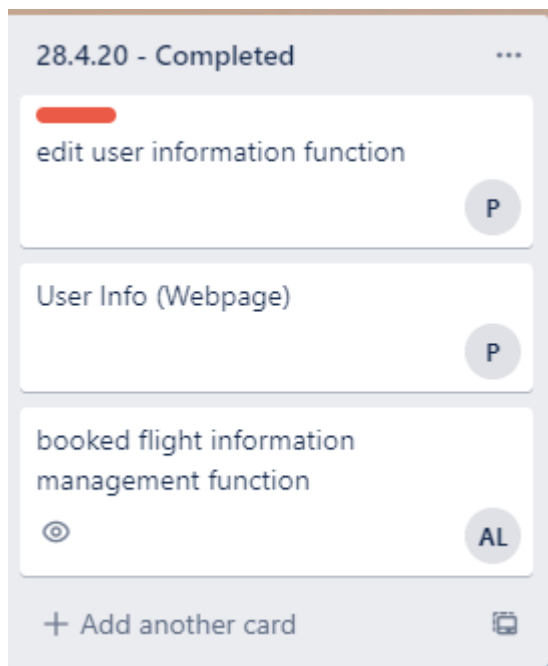 28.4.20 - Completed
edit user information function
P
User Info (Webpage)
P
booked flight information
management function
AL
+ Add another card